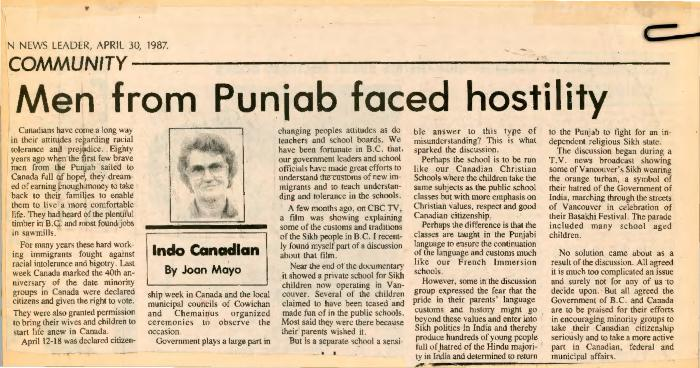 N NEWS LEADER, APRIL 30, 1987.
COMMUNITY
Men from Punjab faced hostility
Canadians have come a long way
in their attitudes regarding racial
tolerance and prejudice. Eighty
years ago when the first few brave
men from the Punjab sailed to
Canada full of hope, they dream-
ed of earning enough money to take
back to their families to enable
them to live a more comfortable
life. They had heard of the plentiful
timber in B.C. and most found jobs
in sawmills.
For many years these hard work-
ing immigrants fought against
racial intolerance and bigotry. Last
week Canada marked the 40th an-
niversary of the date minority
groups in Canada were declared
citizens and given the right to vote.
They were also granted permission
to bring their wives and children to
start life anew in Canada.
April 12-18 was declared citizen-
Indo Canadian
By Joan Mayo
ship week in Canada and the local
municipal councils of Cowichan
and Chemainus organized
ceremonies to observe the
occasion.
Government plays a large part in
changing peoples attitudes as do
teachers and school boards. We
have been fortunate in B.C. that
our government leaders and school
officials have made great efforts to
understand the customs of new im-
migrants and to teach understand-
ing and tolerance in the schools.
A few months ago, on CBC TV,
a film was showing explaining
some of the customs and traditions
of the Sikh people in B.C. I recent-
ly found myself part of a discussion
about that film.
Near the end of the documentary
it showed a private school for Sikh
children now operating in Van-
couver. Several of the children
claimed to have been teased and
made fun of in the public schools.
Most said they were there because
their parents wished it.
But is a separate school a sensi-
ble answer to this type of
misunderstanding? This is what
sparked the discussion.
Perhaps the school is to be run
like our Canadian Christian
Schools where the children take the
same subjects as the public school
classes but with more emphasis on
Christian values, respect and good
Canadian citizenship.
Perhaps the difference is that the
classes are taught in the Punjabi
language to ensure the continuation
of the language and customs much
like our French Immersion
schools.
However, some in the discussion
group expressed the fear that the
pride in their parents' language
customs and history might go
beyond these values and enter into
Sikh politics in India and thereby
produce hundreds of young people
full of hatred of the Hindu majori-
ty in India and determined to return
to the Punjab to fight for an in-
dependent religious Sikh state.
The discussion began during a
T.V. news broadcast showing
some of Vancouver's Sikh wearing
the orange turban, a symbol of
their hatred of the Government of
India, marching through the streets
of Vancouver in celebration of
their Basakhi Festival. The parade
included many school aged
children.
No solution came about as a
result of the discussion. All agreed
it is much too complicated an issue
and surely not for any of us to
decide upon. But all agreed the
Government of B.C. and Canada
are to be praised for their efforts
in encouraging minority groups to
take their Canadian citizenship
seriously and to take a more active
part in Canadian, federal and
municipal affairs.